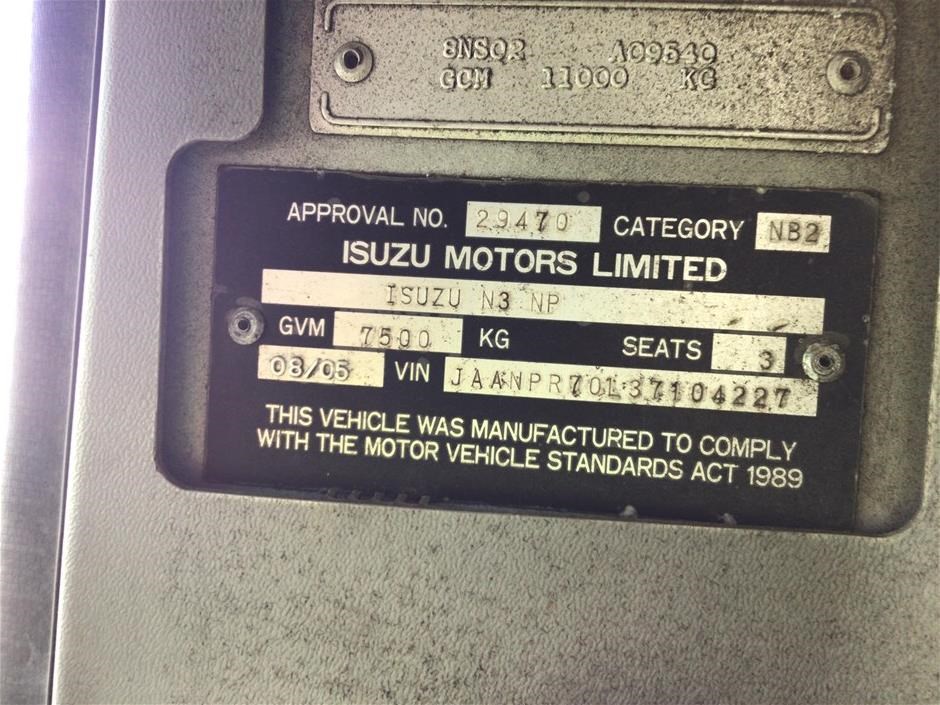 8NSQ2 AC9540
GCM 11000 KG
APPROVAL NO. 29470 CATEGORY NB2
ISUZU MOTORS LIMITED
ISUZU N3 NP
GVM 7500 KG SEATS 3
08/05 VIN JAANPR70L37104227
THIS VEHICLE WAS MANUFACTURED TO COMPLY
WITH THE MOTOR VEHICLE STANDARDS ACT 1989